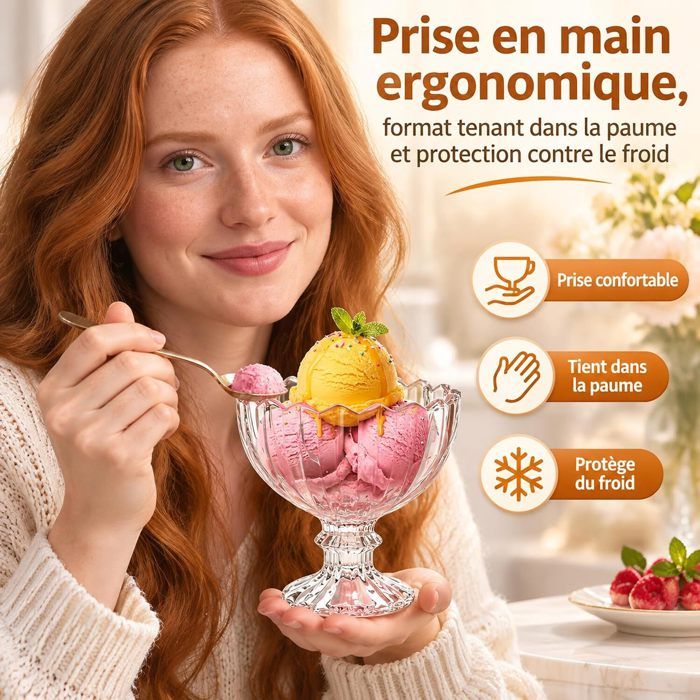 Prise en main
ergonomique,
format tenant dans la paume
et protection contre le froid
Prise confortable
Tient dans
la paume
Protège
du froid